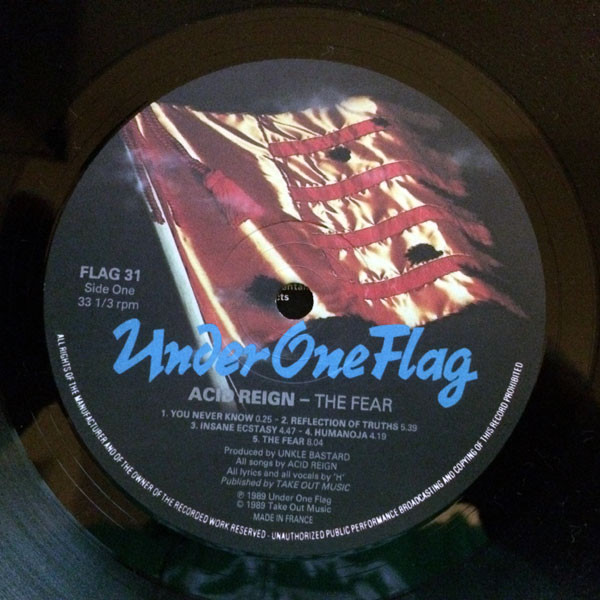 FLAG 31
Side One
33 1/3 rpm
cts
Under One Flag
ACID REIGN – THE FEAR
1. YOU NEVER KNOW 0.25 - 2. REFLECTION OF TRUTHS 5.39
3. INSANE ECSTASY 4.47 - 4. HUMANOJA 4.19
5. THE FEAR 8.04
Produced by UNKLE BASTARD
All songs by ACID REIGN
All lyrics and all vocals by "H"
Published by TAKE OUT MUSIC
℗ 1989 Under One Flag
© 1989 Take Out Music
MADE IN FRANCE
ALL RIGHTS OF THE MANUFACTURER AND OF THE OWNER OF THE RECORDED WORK RESERVED - UNAUTHORIZED PUBLIC PERFORMANCE BROADCASTING AND COPYING OF THIS RECORD PROHIBITED